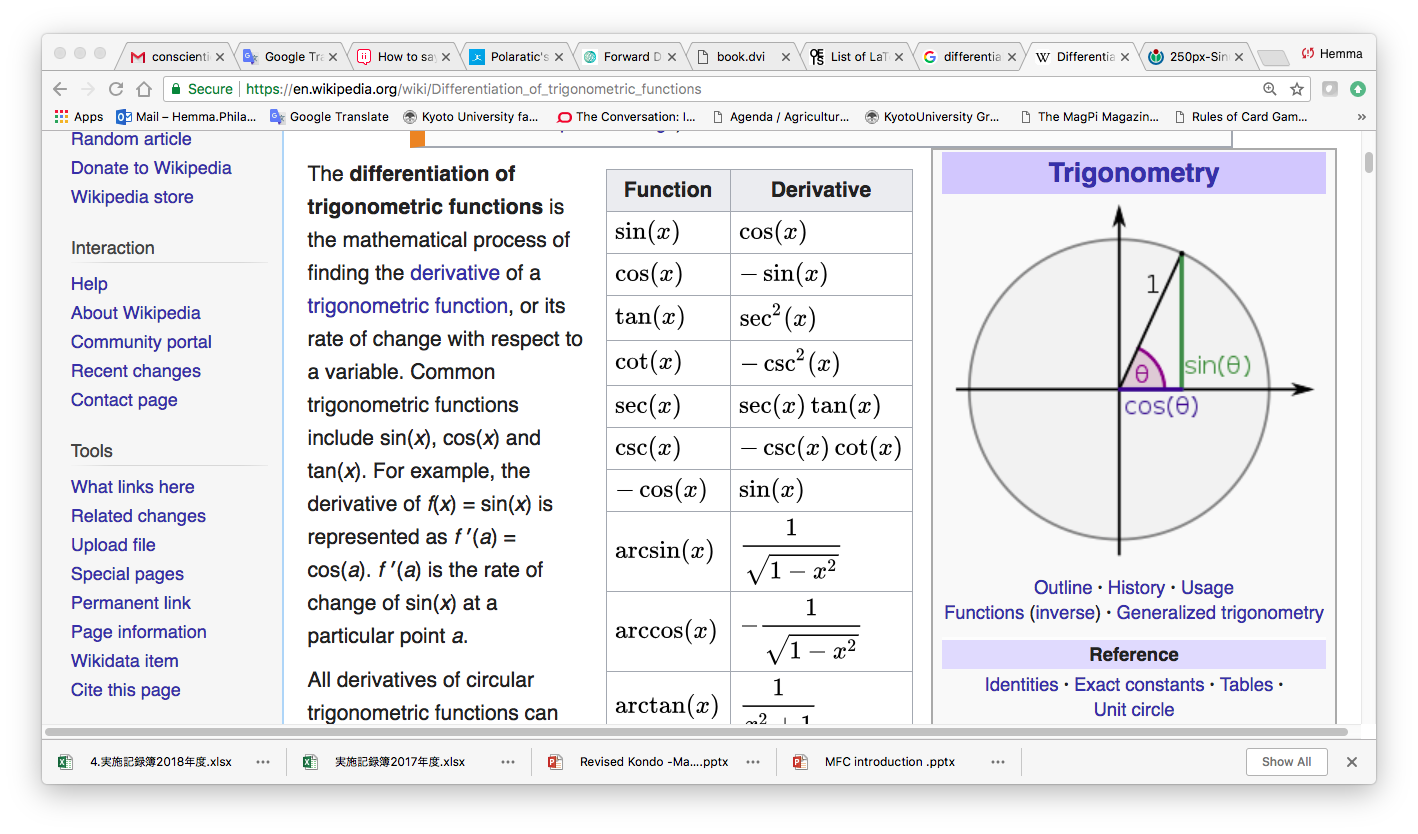 conscienti
Google Tra
How to sa
Polaratic's
Forward D
book.dvi
List of LaT
differentia
Differentia
250px-Sin
Hemma
Secure
https://en.wikipedia.org/wiki/Differentiation_of_trigonometric_functions
Apps
Mail – Hemma.Phila...
Google Translate
Kyoto University fa...
The Conversation: I...
Agenda / Agricultur...
KyotoUniversity Gr...
The MagPi Magazin...
Rules of Card Gam...
»
Random article
Donate to Wikipedia
Wikipedia store
Interaction
Help
About Wikipedia
Community portal
Recent changes
Contact page
Tools
What links here
Related changes
Upload file
Special pages
Permanent link
Page information
Wikidata item
Cite this page
The differentiation of
trigonometric functions is
the mathematical process of
finding the derivative of a
trigonometric function, or its
rate of change with respect to
a variable. Common
trigonometric functions
include sin(x), cos(x) and
tan(x). For example, the
derivative of f(x) = sin(x) is
represented as f ′(a) =
cos(a). f ′(a) is the rate of
change of sin(x) at a
particular point a.
All derivatives of circular
trigonometric functions can
Function Derivative
sin(x) cos(x)
cos(x) − sin(x)
tan(x) sec²(x)
cot(x) − csc²(x)
sec(x) sec(x) tan(x)
csc(x) − csc(x) cot(x)
− cos(x) sin(x)
arcsin(x) 1/√(1 − x²)
arccos(x) −1/√(1 − x²)
arctan(x) 1/(x² + 1)
Trigonometry
1
θ
sin(θ)
cos(θ)
Outline · History · Usage
Functions (inverse) · Generalized trigonometry
Reference
Identities · Exact constants · Tables ·
Unit circle
4.実施記録簿2018年度.xlsx
実施記録簿2017年度.xlsx
Revised Kondo -Ma....pptx
MFC introduction .pptx
Show All